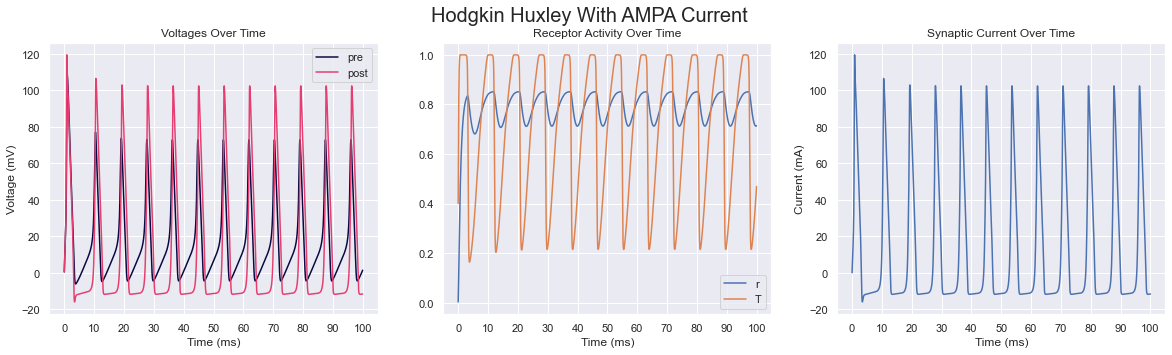 Hodgkin Huxley With AMPA Current
Voltages Over Time
120
100
80
60
40
20
0
−20
Voltage (mV)
pre
post
0 10 20 30 40 50 60 70 80 90 100
Time (ms)
Receptor Activity Over Time
1.0
0.8
0.6
0.4
0.2
0.0
r
T
0 10 20 30 40 50 60 70 80 90 100
Time (ms)
Synaptic Current Over Time
120
100
80
60
40
20
0
−20
Current (mA)
0 10 20 30 40 50 60 70 80 90 100
Time (ms)